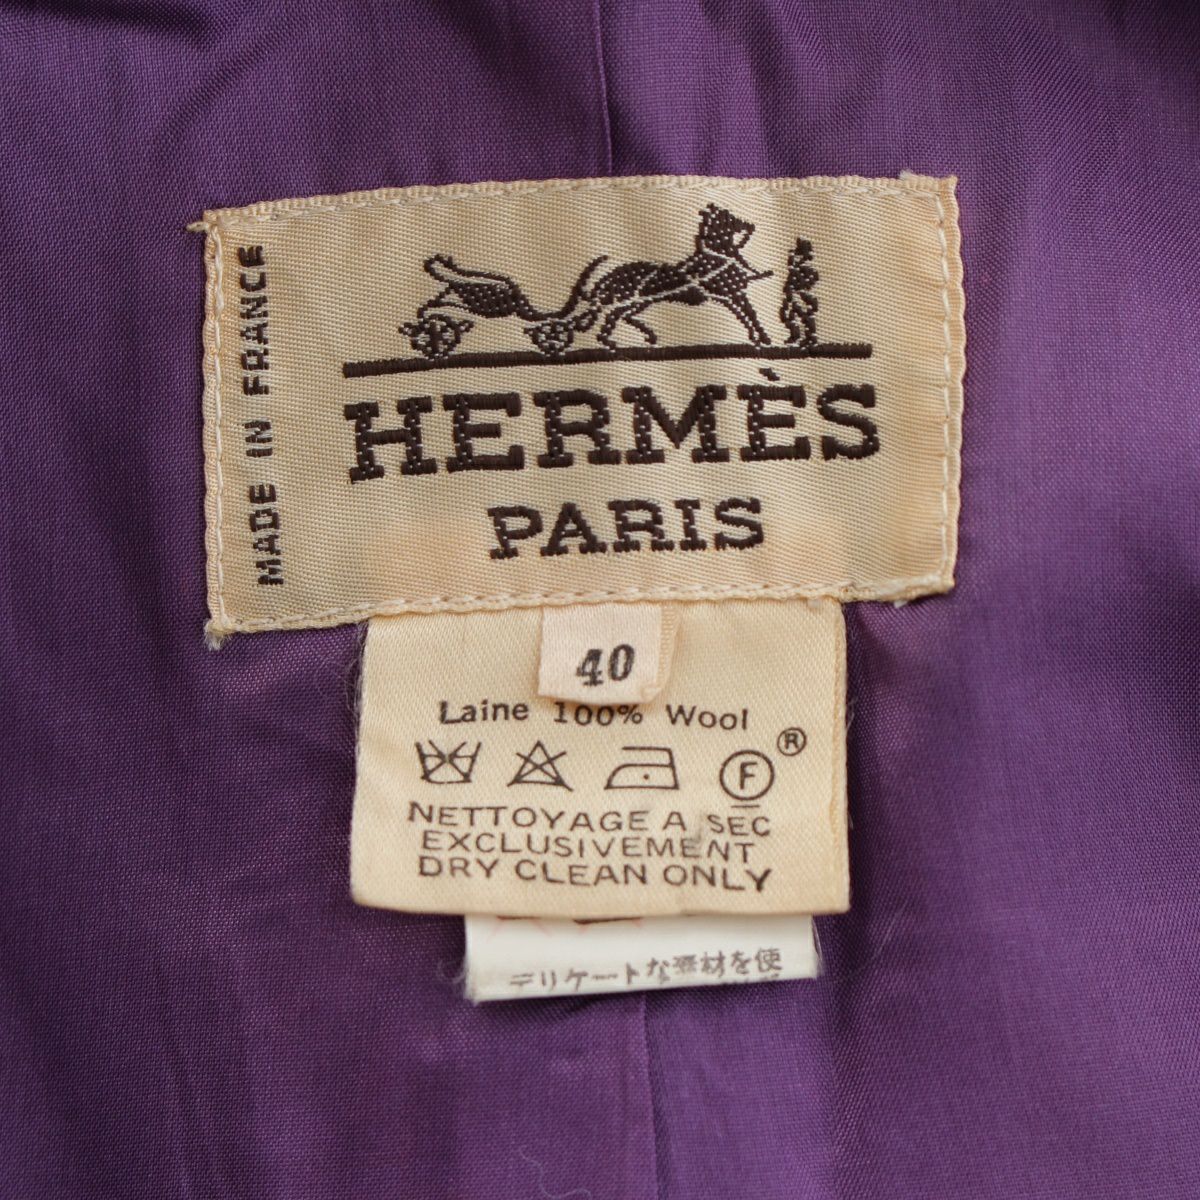 MADE IN FRANCE
HERMÈS
PARIS
40
Laine 100% Wool
F ®
NETTOYAGE A SEC
EXCLUSIVEMENT
DRY CLEAN ONLY
デリケートな素材を使